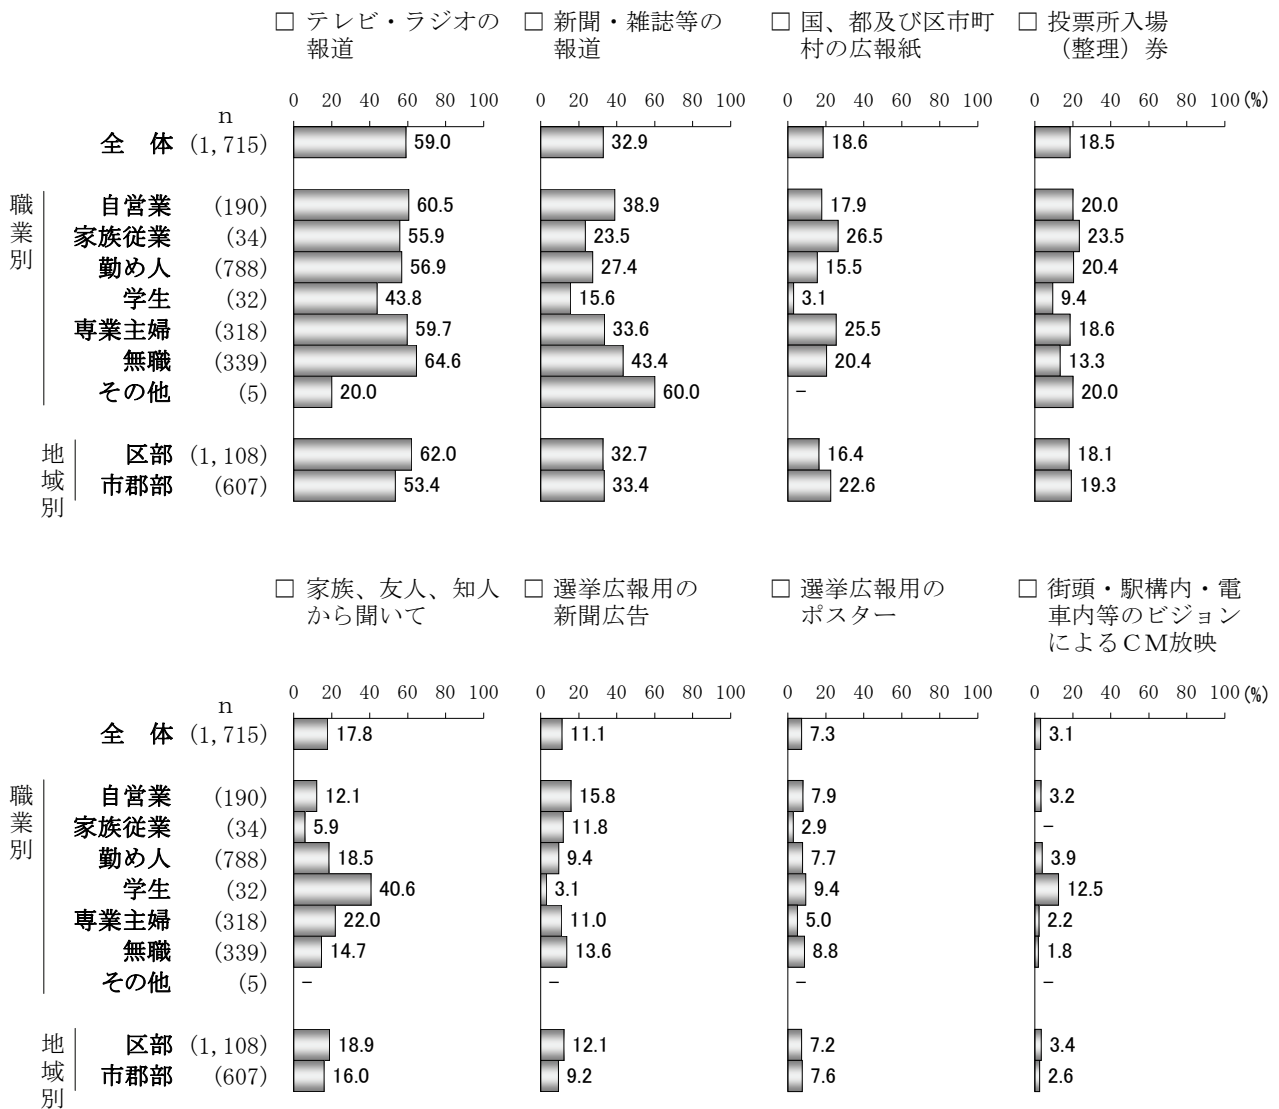 □ テレビ・ラジオの
報道
□ 新聞・雑誌等の
報道
□ 国、都及び区市町
村の広報紙
□ 投票所入場
（整理）券
0 20 40 60 80 100 0 20 40 60 80 100 0 20 40 60 80 100 0 20 40 60 80 100 (%)
ｎ
全　体 (1,715) 59.0 32.9 18.6 18.5
職業別
自営業 (190) 60.5 38.9 17.9 20.0
家族従業 (34) 55.9 23.5 26.5 23.5
勤め人 (788) 56.9 27.4 15.5 20.4
学生 (32) 43.8 15.6 3.1 9.4
専業主婦 (318) 59.7 33.6 25.5 18.6
無職 (339) 64.6 43.4 20.4 13.3
その他 (5) 20.0 60.0 － 20.0
地域別
区部 (1,108) 62.0 32.7 16.4 18.1
市郡部 (607) 53.4 33.4 22.6 19.3
□ 家族、友人、知人
から聞いて
□ 選挙広報用の
新聞広告
□ 選挙広報用の
ポスター
□ 街頭・駅構内・電
車内等のビジョン
によるＣＭ放映
0 20 40 60 80 100 0 20 40 60 80 100 0 20 40 60 80 100 0 20 40 60 80 100 (%)
ｎ
全　体 (1,715) 17.8 11.1 7.3 3.1
職業別
自営業 (190) 12.1 15.8 7.9 3.2
家族従業 (34) 5.9 11.8 2.9 －
勤め人 (788) 18.5 9.4 7.7 3.9
学生 (32) 40.6 3.1 9.4 12.5
専業主婦 (318) 22.0 11.0 5.0 2.2
無職 (339) 14.7 13.6 8.8 1.8
その他 (5) － － － －
地域別
区部 (1,108) 18.9 12.1 7.2 3.4
市郡部 (607) 16.0 9.2 7.6 2.6